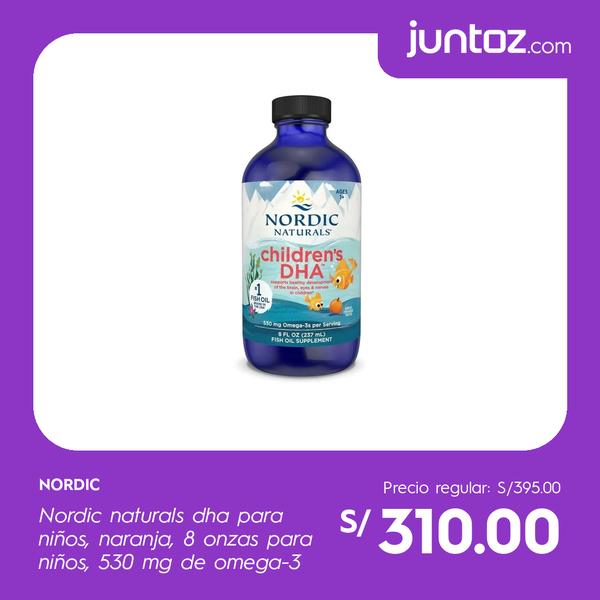 juntoz.com
AGES
1+
NORDIC
NATURALS
children's
DHA™
supports healthy development
of the brain, eyes & nerves
in children*
#1
FISH OIL
530 mg Omega-3s per Serving
8 FL OZ (237 mL)
FISH OIL SUPPLEMENT
NORDIC
Nordic naturals dha para
niños, naranja, 8 onzas para
niños, 530 mg de omega-3
Precio regular: S/395.00
S/310.00